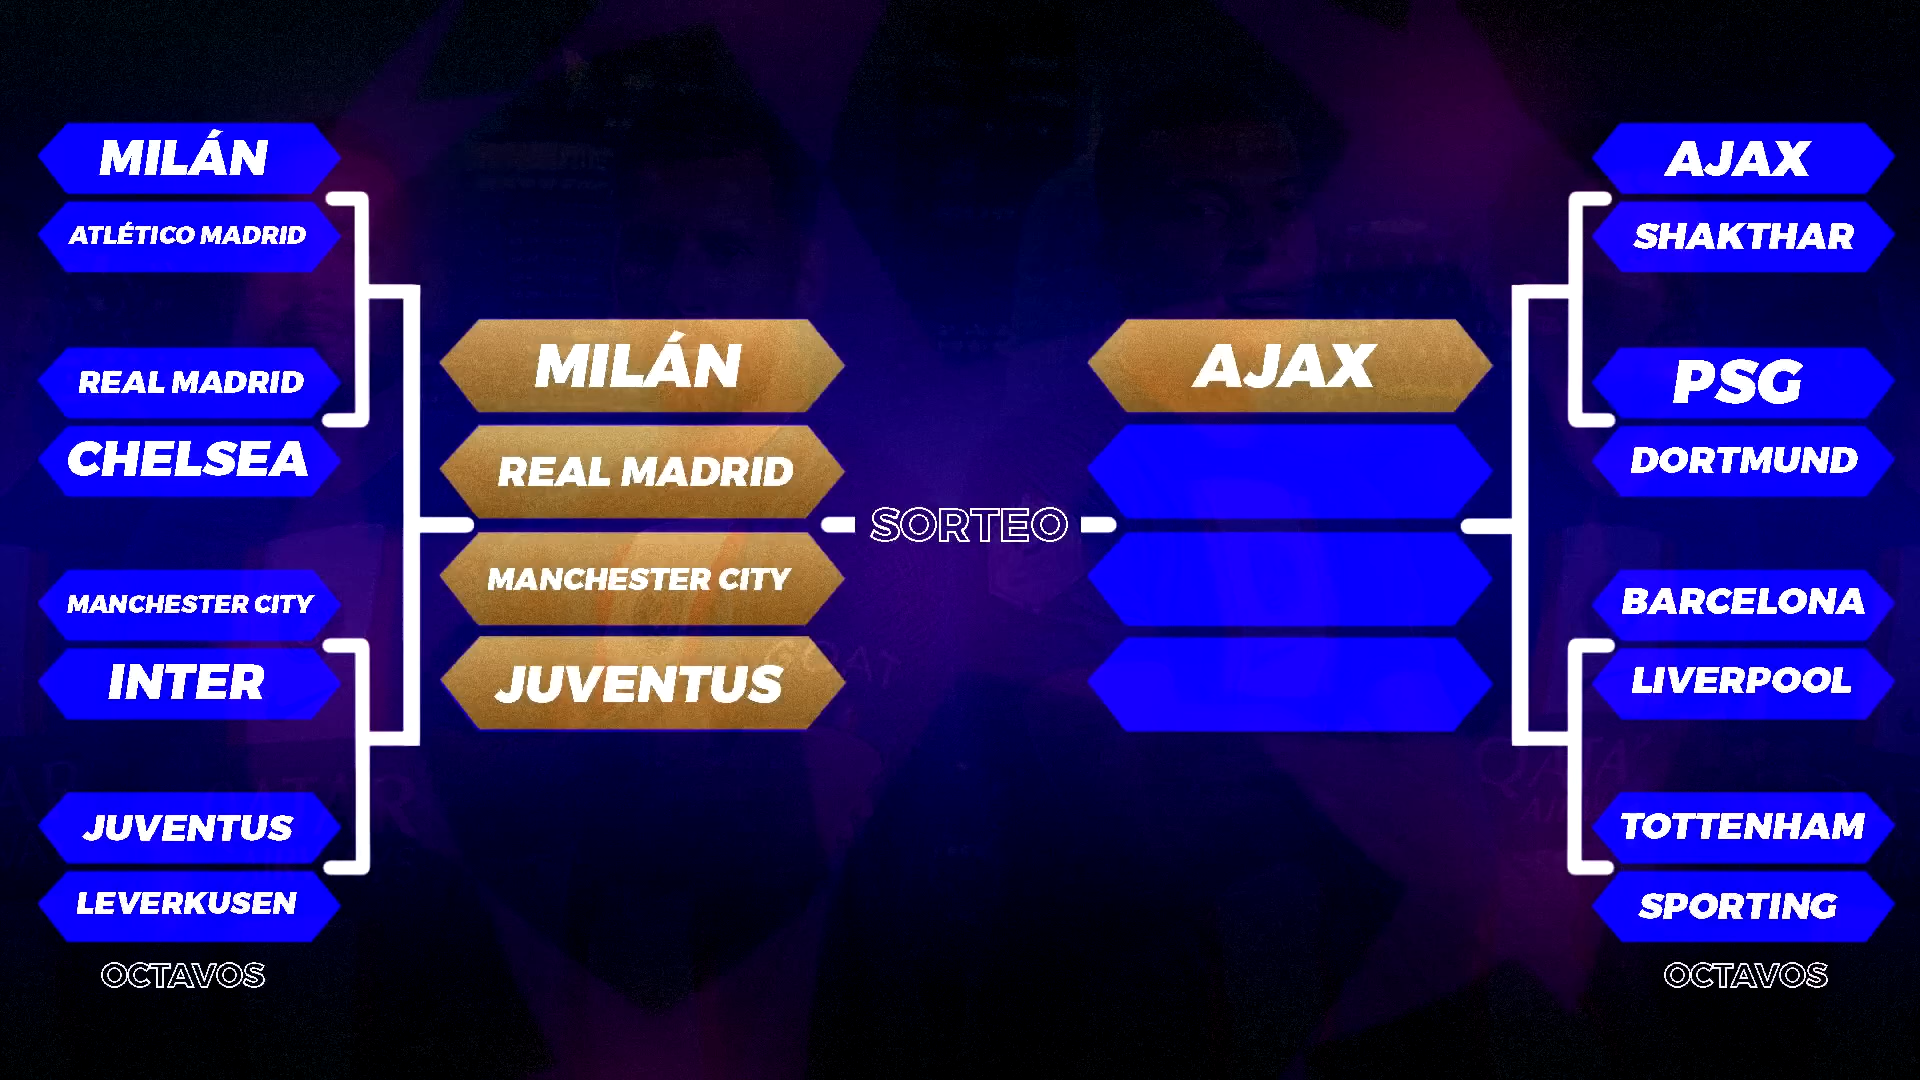 MILÁN
ATLÉTICO MADRID
REAL MADRID
CHELSEA
MANCHESTER CITY
INTER
JUVENTUS
LEVERKUSEN
OCTAVOS
MILÁN
REAL MADRID
MANCHESTER CITY
JUVENTUS
SORTEO
AJAX
AJAX
SHAKTHAR
PSG
DORTMUND
BARCELONA
LIVERPOOL
TOTTENHAM
SPORTING
OCTAVOS